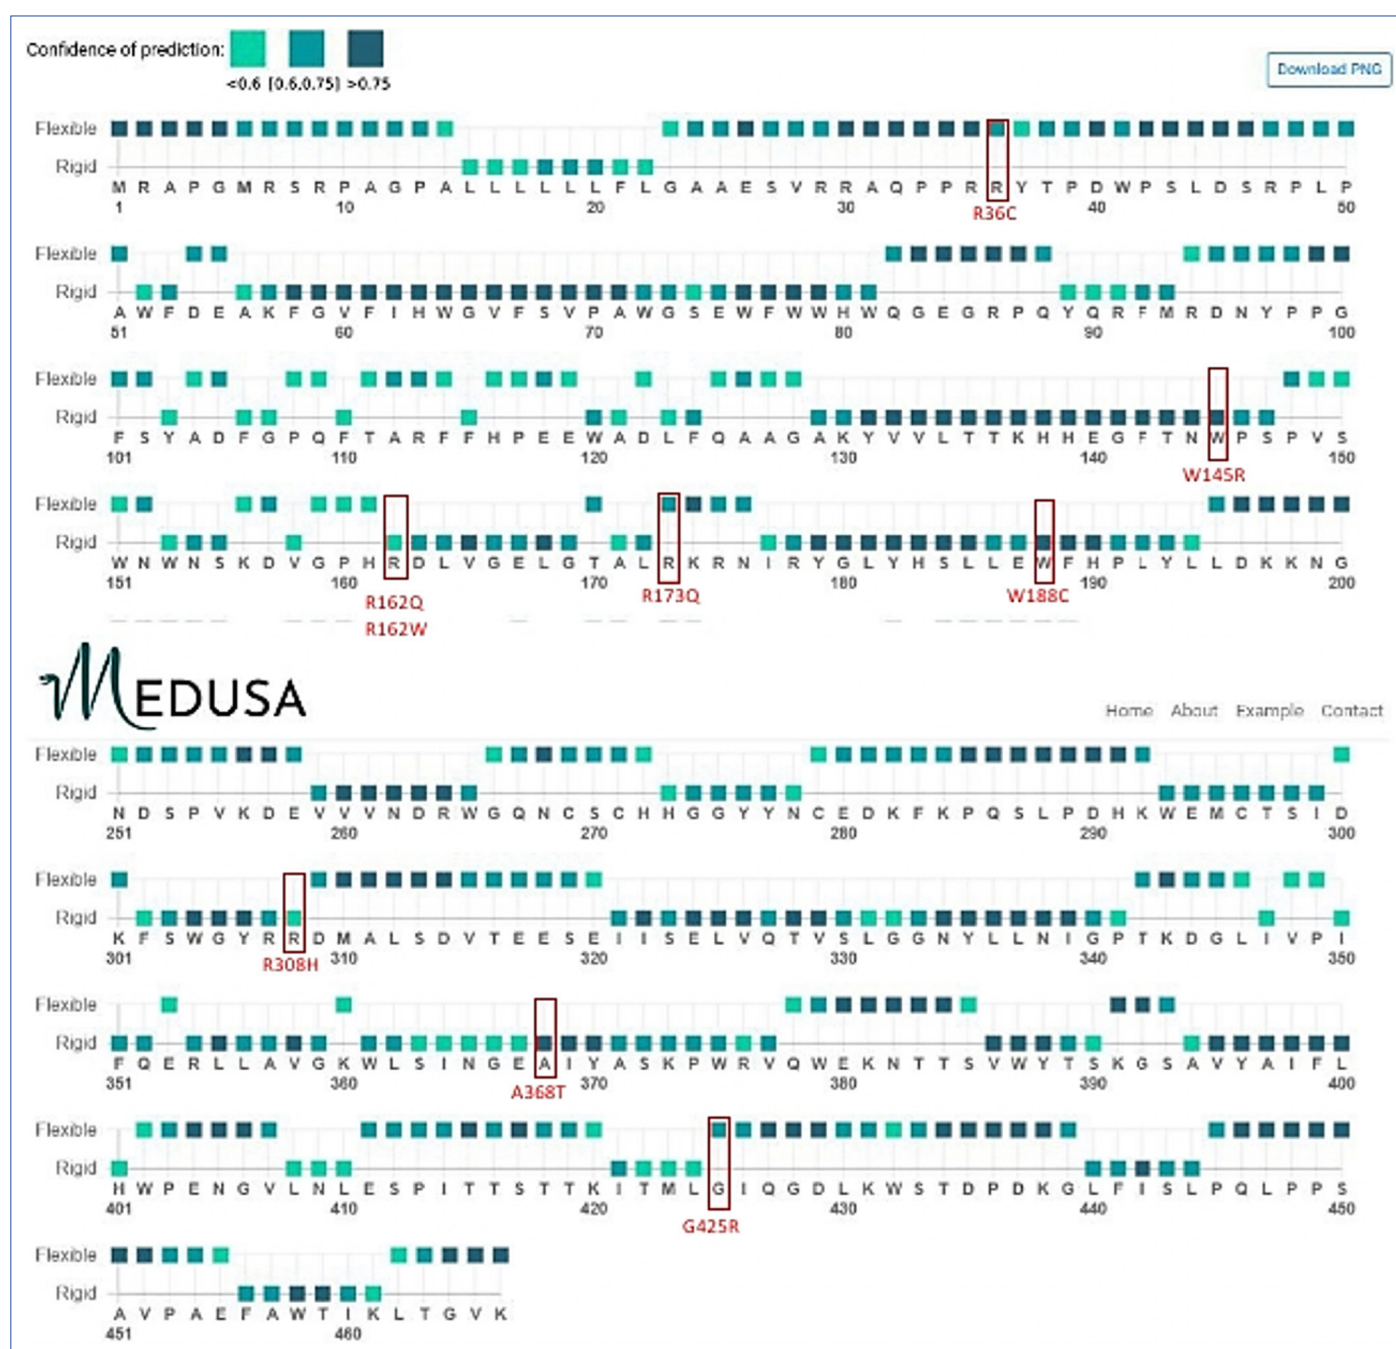 Confidence of prediction:
<0.6 [0.6,0.75] >0.75
Download PNG
Flexible
Rigid
M R A P G M R S R P A G P A L L L L L L F L G A A E S V R R A Q P P R R Y T P D W P S L D S R P L P
1 10 20 30 40 50
R36C
Flexible
Rigid
A W F D E A K F G V F I H W G V F S V P A W G S E W F W W H W Q G E G R P Q Y Q R F M R D N Y P P G
51 60 70 80 90 100
Flexible
Rigid
F S Y A D F G P Q F T A R F F H P E E W A D L F Q A A G A K Y V V L T T K H H E G F T N W P S P V S
101 110 120 130 140 150
W145R
Flexible
Rigid
W N W N S K D V G P H R D L V G E L G T A L R K R N I R Y G L Y H S L L E W F H P L Y L L D K K N G
151 160 170 180 190 200
R162Q R173Q W188C
R162W
MEDUSA
Home About Example Contact
Flexible
Rigid
N D S P V K D E V V V N D R W G Q N C S C H H G G Y Y N C E D K F K P Q S L P D H K W E M C T S I D
251 260 270 280 290 300
Flexible
Rigid
K F S W G Y R R D M A L S D V T E E S E I I S E L V Q T V S L G G N Y L L N I G P T K D G L I V P I
301 310 320 330 340 350
R308H
Flexible
Rigid
F Q E R L L A V G K W L S I N G E A I Y A S K P W R V Q W E K N T T S V W Y T S K G S A V Y A I F L
351 360 370 380 390 400
A368T
Flexible
Rigid
H W P E N G V L N L E S P I T T S T T K I T M L G I Q G D L K W S T D P D K G L F I S L P Q L P P S
401 410 420 430 440 450
G425R
Flexible
Rigid
A V P A E F A W T I K L T G V K
451 460